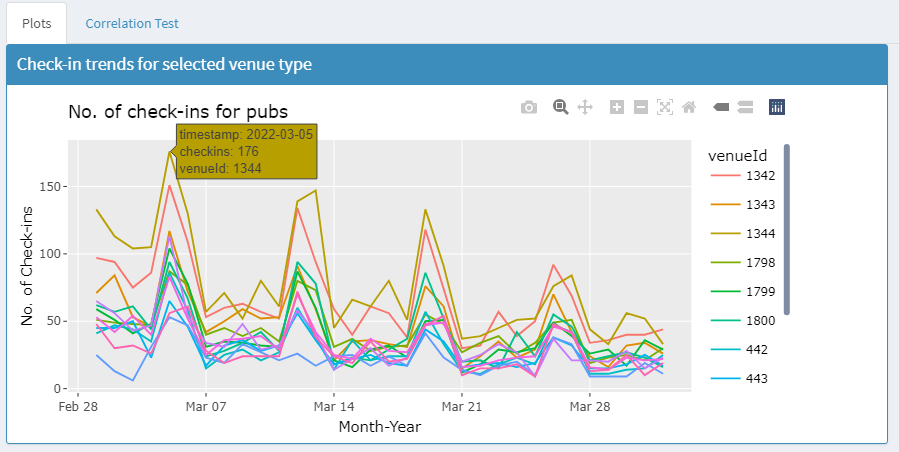 Plots
Correlation Test
Check-in trends for selected venue type
No. of check-ins for pubs
timestamp: 2022-03-05
checkins: 176
venueId: 1344
venueId
1342
1343
1344
1798
1799
1800
442
443
No. of Check-ins
150
100
50
0
Feb 28
Mar 07
Mar 14
Mar 21
Mar 28
Month-Year